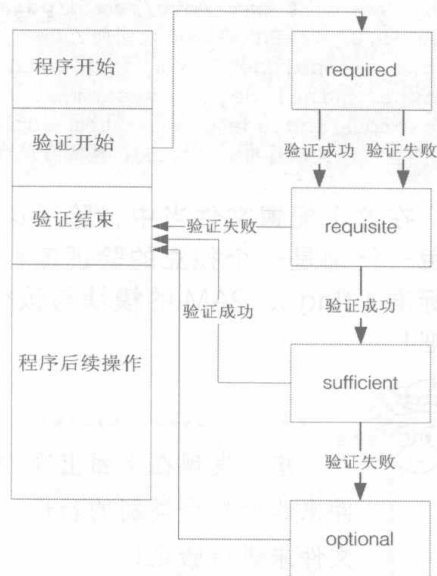 程序开始
验证开始
验证结束
程序后续操作
required
验证成功
验证失败
requisite
验证失败
验证成功
验证成功
sufficient
验证失败
optional